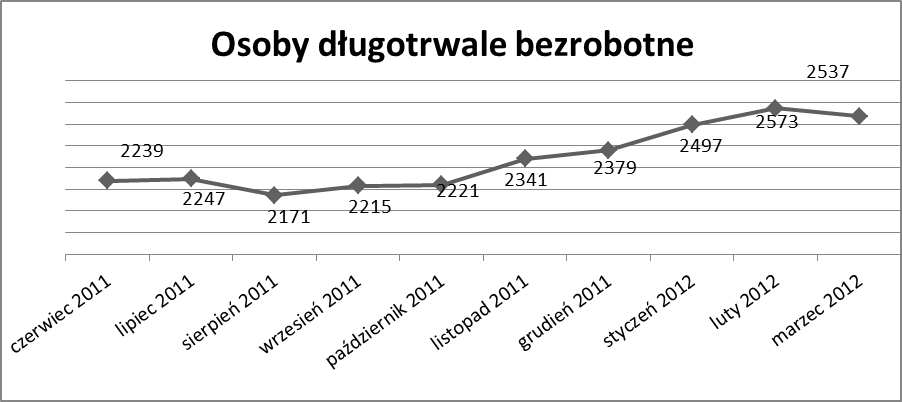 Osoby długotrwale bezrobotne
2239
2247
2171
2215
2221
2341
2379
2497
2573
2537
czerwiec 2011
lipiec 2011
sierpień 2011
wrzesień 2011
październik 2011
listopad 2011
grudzień 2011
styczeń 2012
luty 2012
marzec 2012